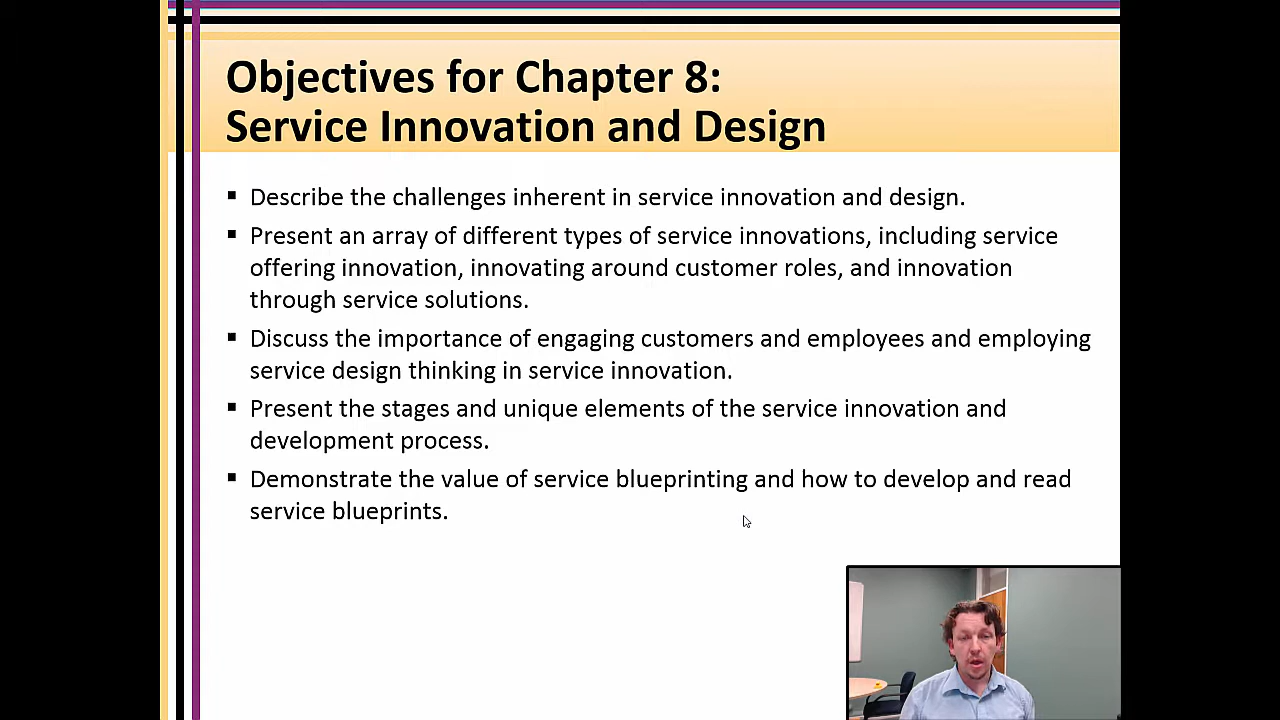 Objectives for Chapter 8:
Service Innovation and Design
▪ Describe the challenges inherent in service innovation and design.
▪ Present an array of different types of service innovations, including service
offering innovation, innovating around customer roles, and innovation
through service solutions.
▪ Discuss the importance of engaging customers and employees and employing
service design thinking in service innovation.
▪ Present the stages and unique elements of the service innovation and
development process.
▪ Demonstrate the value of service blueprinting and how to develop and read
service blueprints.